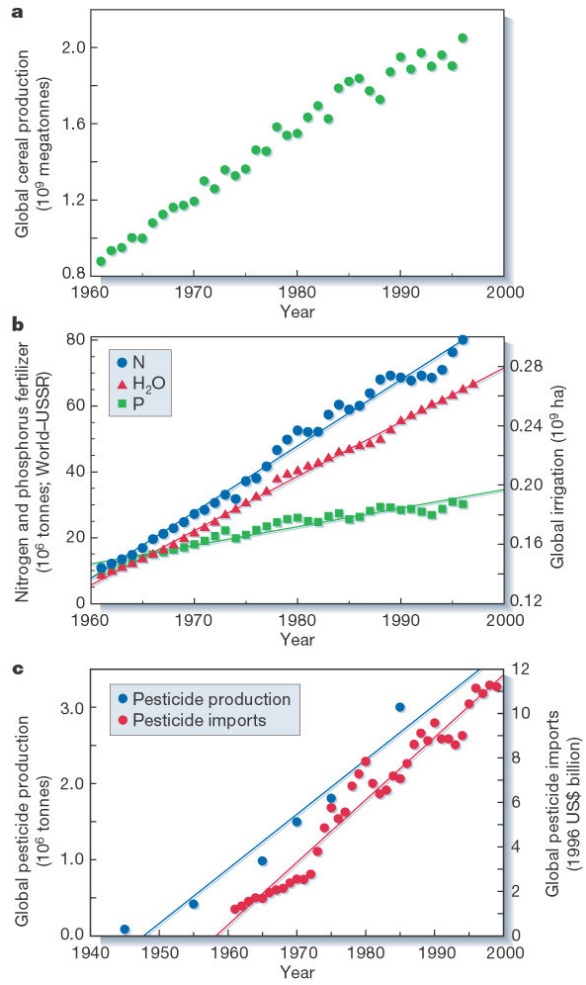 a
Global cereal production
(10⁹ megatonnes)
2.0
1.6
1.2
0.8
1960
1970
1980
1990
2000
Year
b
N
H₂O
P
Nitrogen and phosphorus fertilizer
(10⁶ tonnes; World–USSR)
80
60
40
20
0
Global irrigation (10⁹ ha)
0.28
0.24
0.20
0.16
0.12
1960
1970
1980
1990
2000
Year
c
Pesticide production
Pesticide imports
Global pesticide production
(10⁶ tonnes)
3.0
2.0
1.0
0.0
Global pesticide imports
(1996 US$ billion)
12
10
8
6
4
2
0
1940
1950
1960
1970
1980
1990
2000
Year